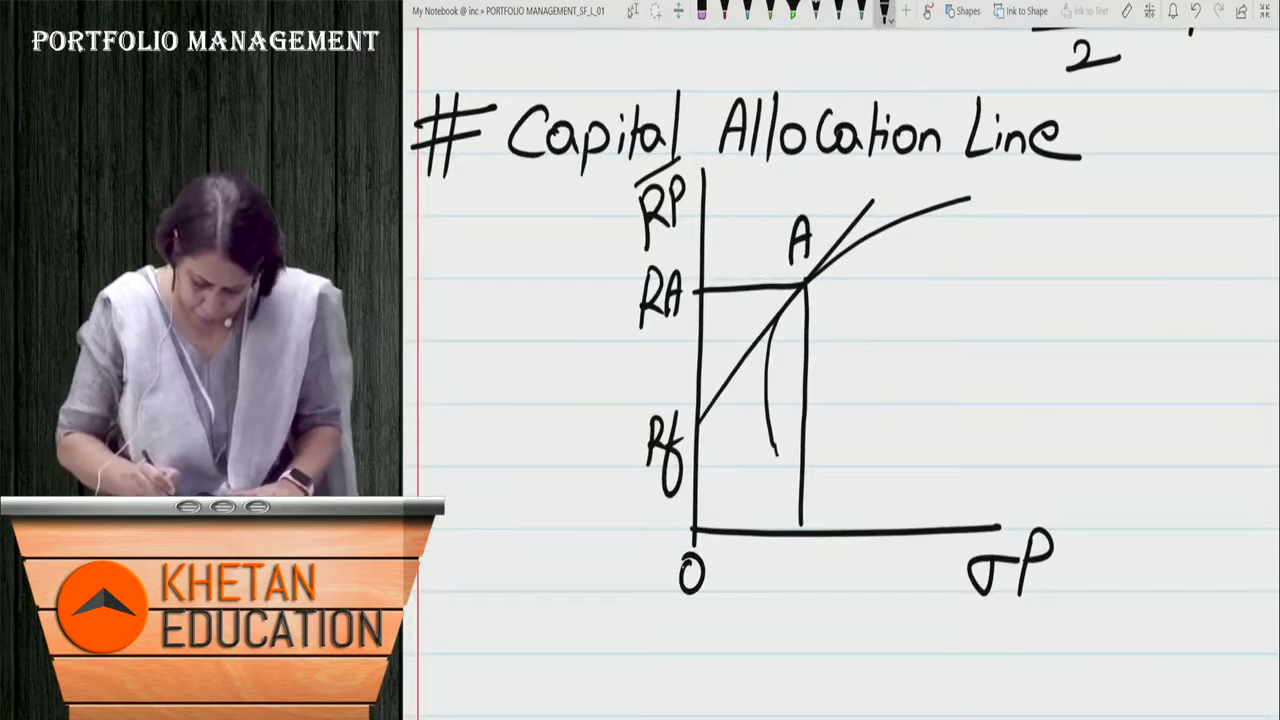 My Notebook @ inc » PORTFOLIO MANAGEMENT_SF_L_01
Shapes
Ink to Shape
Ink to Text
PORTFOLIO MANAGEMENT
2
# Capital Allocation Line
RP
A
RA
Rf
0
σP
KHETAN
EDUCATION